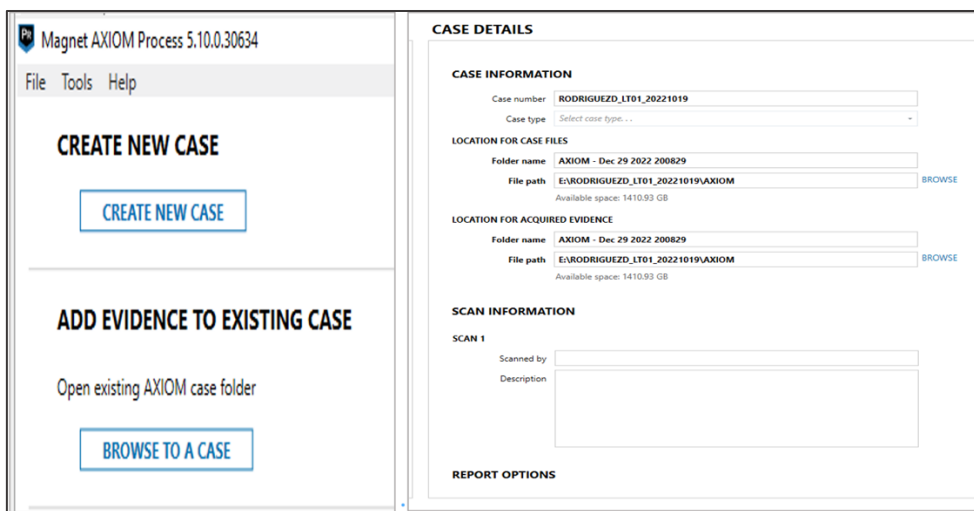 Magnet AXIOM Process 5.10.0.30634
File Tools Help
CREATE NEW CASE
CREATE NEW CASE
ADD EVIDENCE TO EXISTING CASE
Open existing AXIOM case folder
BROWSE TO A CASE
CASE DETAILS
CASE INFORMATION
Case number RODRIGUEZD_LT01_20221019
Case type Select case type. . .
LOCATION FOR CASE FILES
Folder name AXIOM - Dec 29 2022 200829
File path E:\RODRIGUEZD_LT01_20221019\AXIOM BROWSE
Available space: 1410.93 GB
LOCATION FOR ACQUIRED EVIDENCE
Folder name AXIOM - Dec 29 2022 200829
File path E:\RODRIGUEZD_LT01_20221019\AXIOM BROWSE
Available space: 1410.93 GB
SCAN INFORMATION
SCAN 1
Scanned by
Description
REPORT OPTIONS